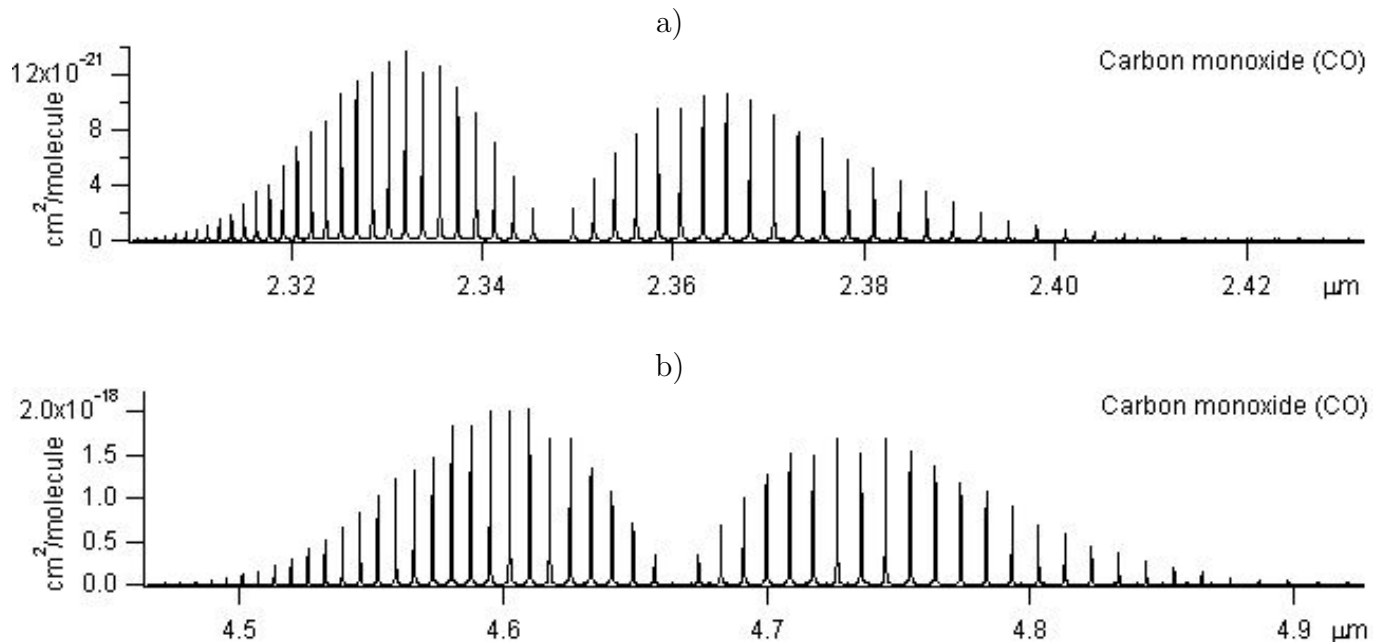 a)
Carbon monoxide (CO)
12x10⁻²¹
8
4
0
cm²/molecule
2.32 2.34 2.36 2.38 2.40 2.42 µm
b)
Carbon monoxide (CO)
2.0x10⁻¹⁸
1.5
1.0
0.5
0.0
cm²/molecule
4.5 4.6 4.7 4.8 4.9 µm